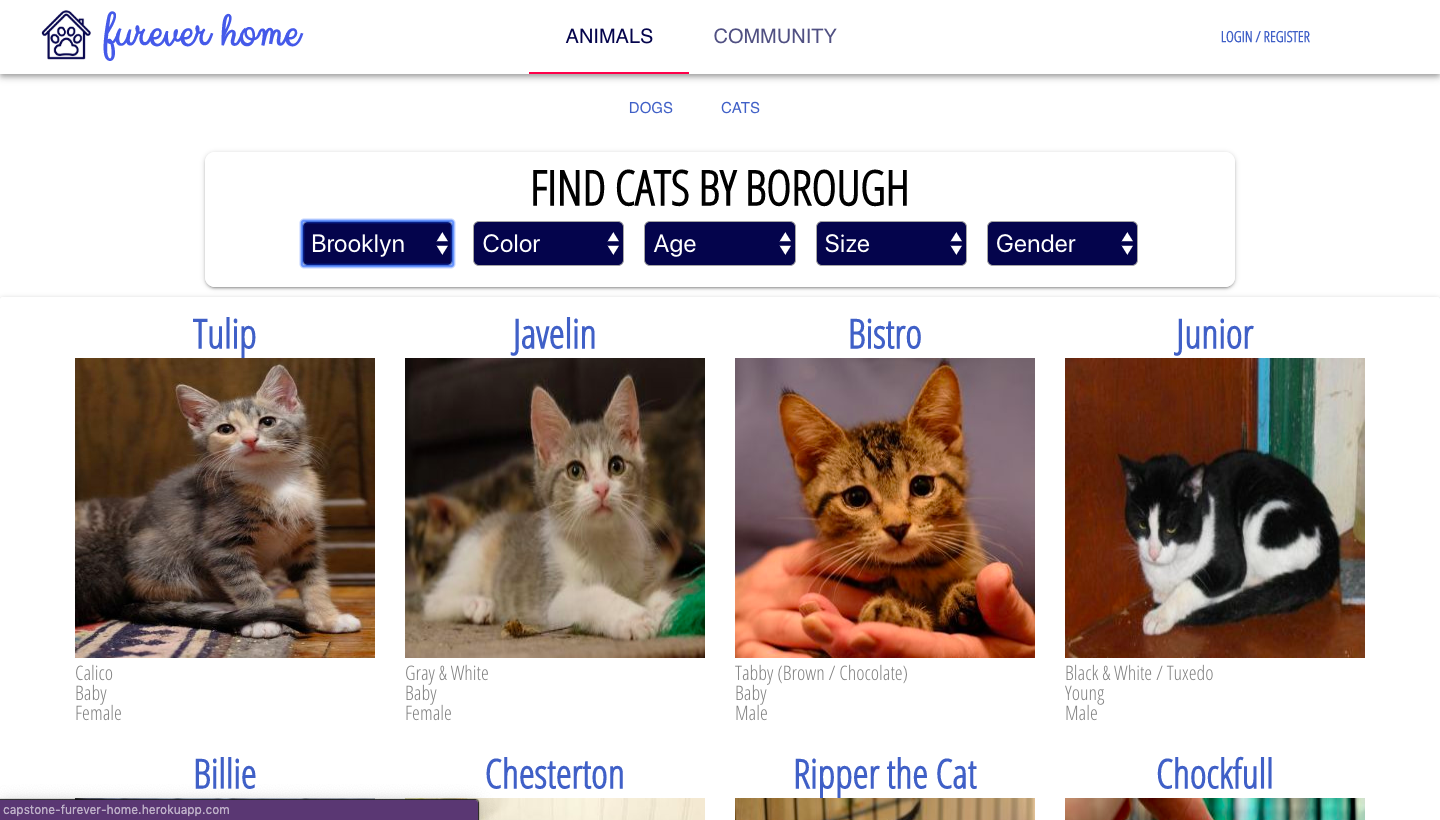 furever home
ANIMALS COMMUNITY
LOGIN / REGISTER
DOGS CATS
FIND CATS BY BOROUGH
Brooklyn Color Age Size Gender
Tulip Javelin Bistro Junior
Calico
Baby
Female
Gray & White
Baby
Female
Tabby (Brown / Chocolate)
Baby
Male
Black & White / Tuxedo
Young
Male
Billie Chesterton Ripper the Cat Chockfull
capstone-furever-home.herokuapp.com